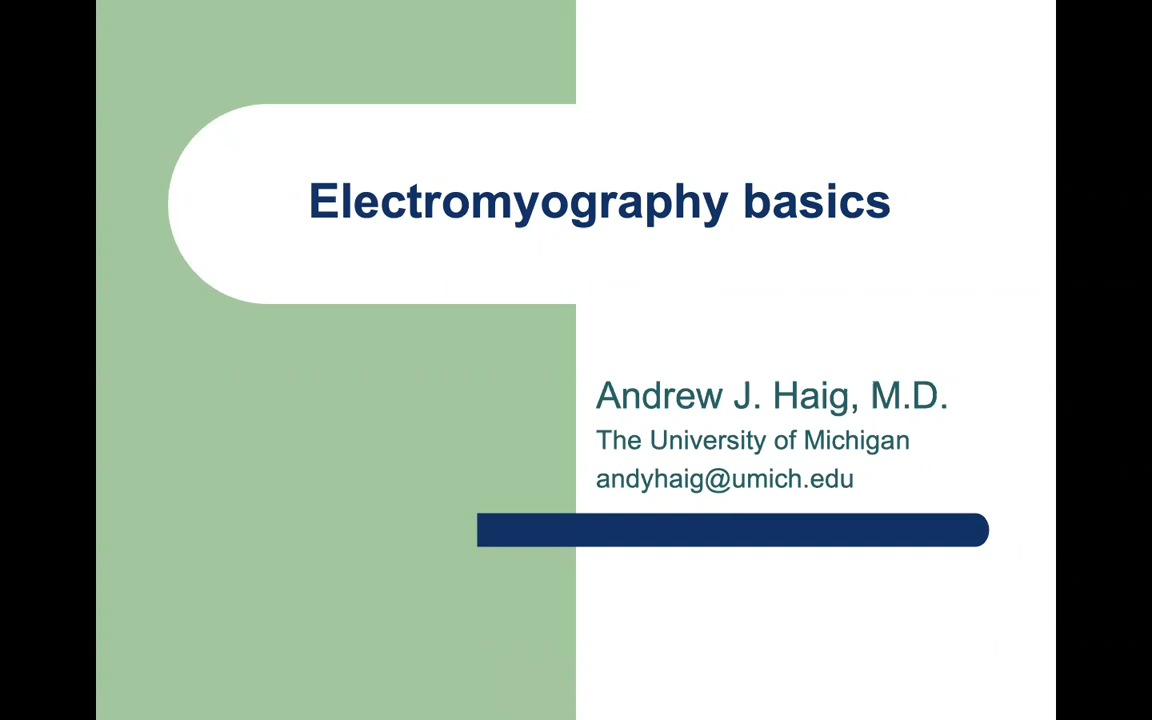 Electromyography basics
Andrew J. Haig, M.D.
The University of Michigan
andyhaig@umich.edu